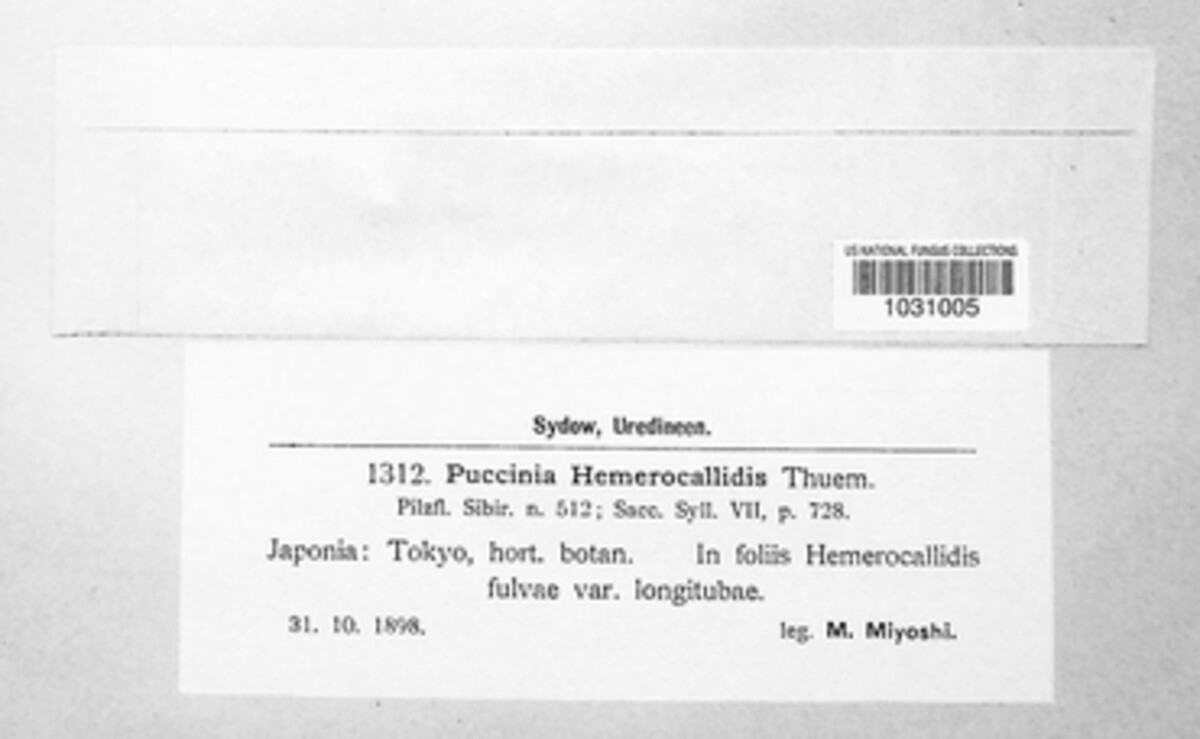 US NATIONAL FUNGUS COLLECTIONS
1031005
Sydow, Uredineen.
1312. Puccinia Hemerocallidis Thuem.
Pilzfl. Sibir. n. 512; Sacc. Syll. VII, p. 728.
Japonia: Tokyo, hort. botan. In foliis Hemerocallidis
fulvae var. longitubae.
31. 10. 1898. leg. M. Miyoshi.